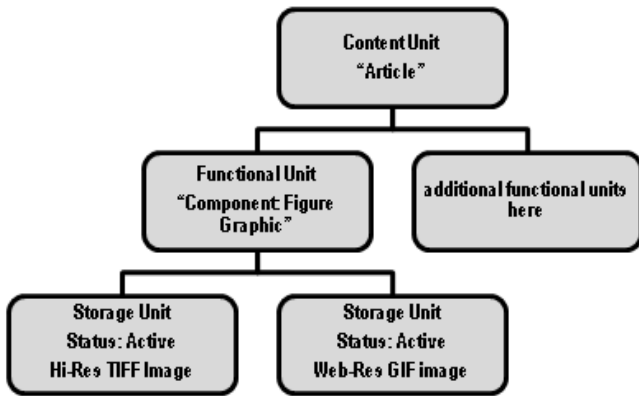 Content Unit
“Article”
Functional Unit
“Component: Figure
Graphic”
additional functional units
here
Storage Unit
Status: Active
Hi-Res TIFF Image
Storage Unit
Status: Active
Web-Res GIF image